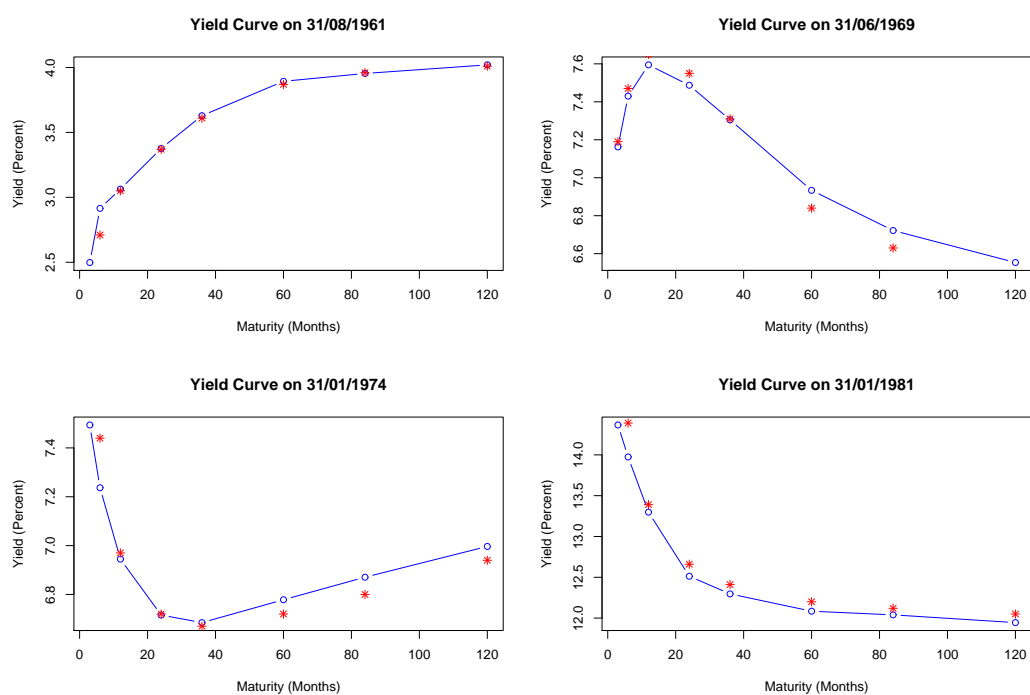 Yield Curve on 31/08/1961
Yield (Percent)
4.0
3.5
3.0
2.5
0 20 40 60 80 100 120
Maturity (Months)
Yield Curve on 31/06/1969
Yield (Percent)
7.6
7.4
7.2
7.0
6.8
6.6
0 20 40 60 80 100 120
Maturity (Months)
Yield Curve on 31/01/1974
Yield (Percent)
7.4
7.2
7.0
6.8
0 20 40 60 80 100 120
Maturity (Months)
Yield Curve on 31/01/1981
Yield (Percent)
14.0
13.5
13.0
12.5
12.0
0 20 40 60 80 100 120
Maturity (Months)